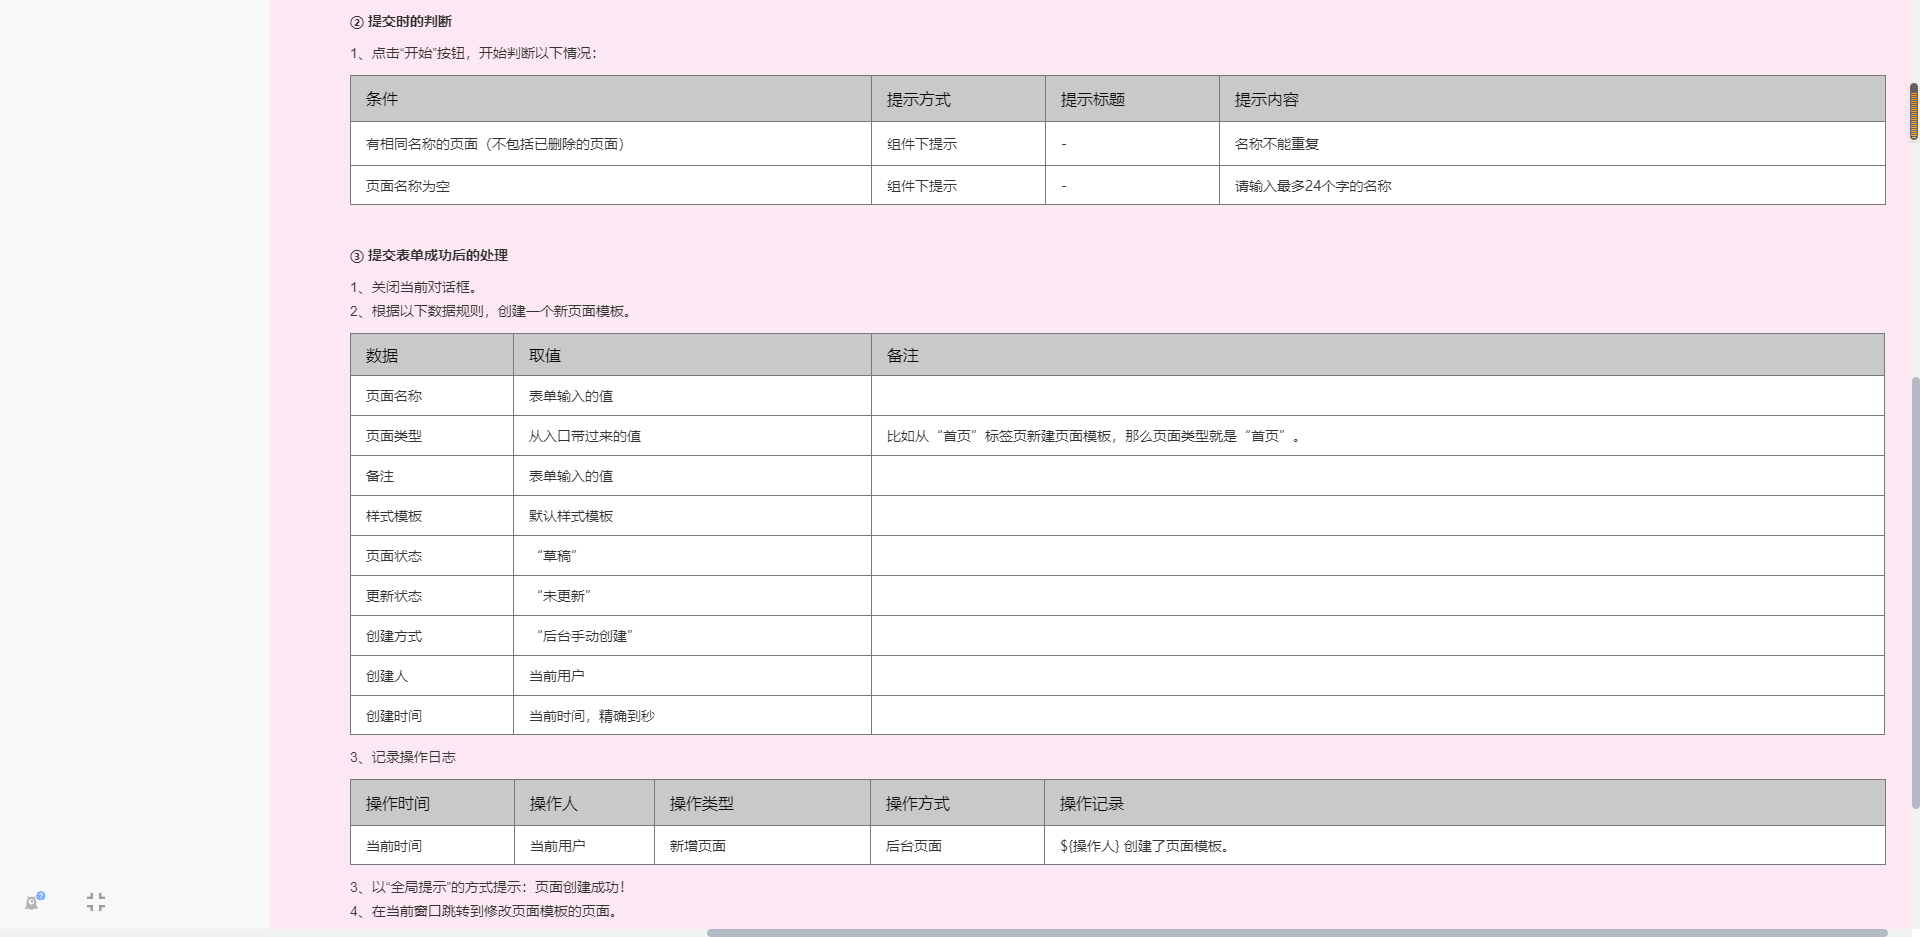 ② 提交时的判断
1、点击“开始”按钮，开始判断以下情况：
条件 提示方式 提示标题 提示内容
有相同名称的页面（不包括已删除的页面） 组件下提示 - 名称不能重复
页面名称为空 组件下提示 - 请输入最多24个字的名称
③ 提交表单成功后的处理
1、关闭当前对话框。
2、根据以下数据规则，创建一个新页面模板。
数据 取值 备注
页面名称 表单输入的值
页面类型 从入口带过来的值 比如从“首页”标签页新建页面模板，那么页面类型就是“首页”。
备注 表单输入的值
样式模板 默认样式模板
页面状态 “草稿”
更新状态 “未更新”
创建方式 “后台手动创建”
创建人 当前用户
创建时间 当前时间，精确到秒
3、记录操作日志
操作时间 操作人 操作类型 操作方式 操作记录
当前时间 当前用户 新增页面 后台页面 ${操作人} 创建了页面模板。
3、以“全局提示”的方式提示：页面创建成功！
4、在当前窗口跳转到修改页面模板的页面。